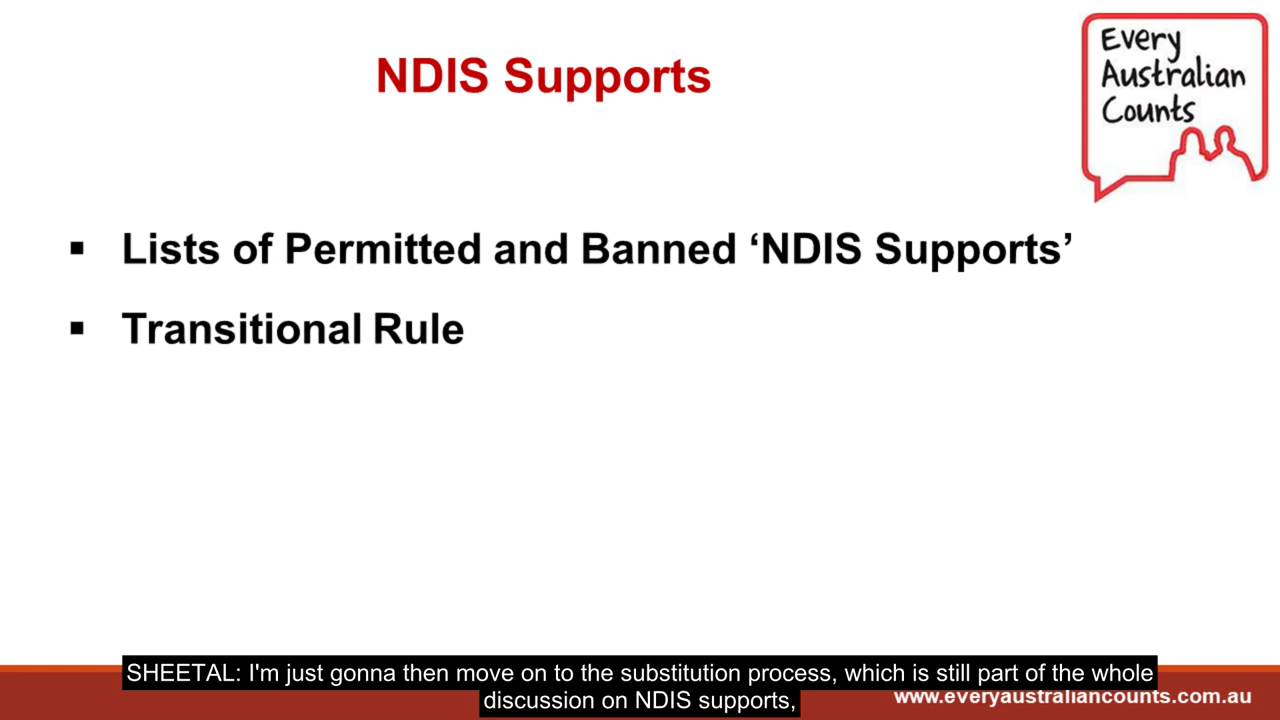 NDIS Supports
Every
Australian
Counts
▪ Lists of Permitted and Banned ‘NDIS Supports’
▪ Transitional Rule
SHEETAL: I'm just gonna then move on to the substitution process, which is still part of the whole
discussion on NDIS supports,
www.everyaustraliancounts.com.au